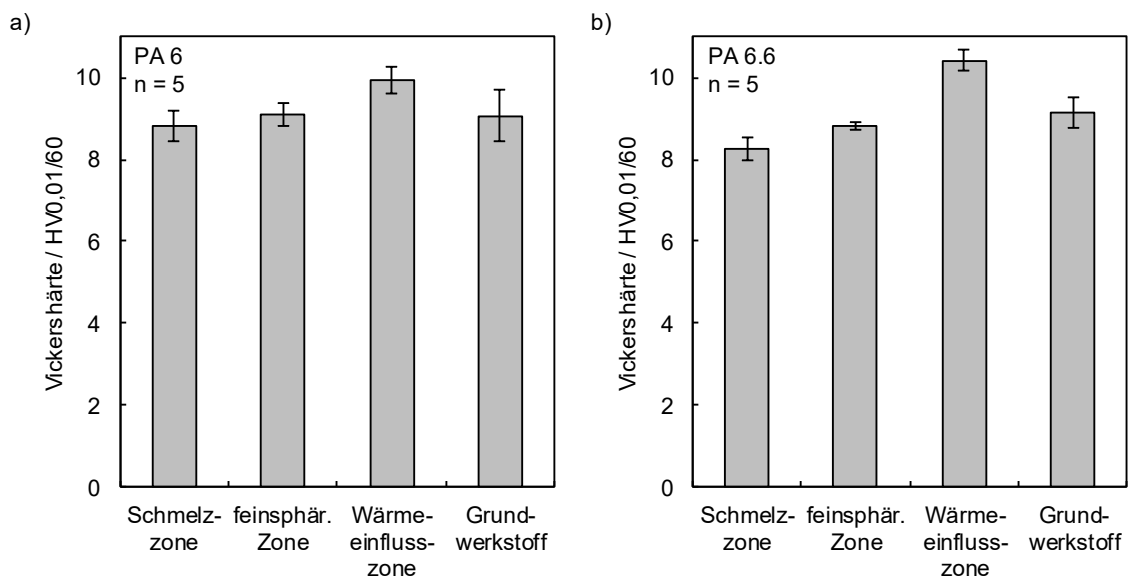 a)
PA 6
n = 5
Vickershärte / HV0,01/60
10
8
6
4
2
0
Schmelz-
zone
feinsphär.
Zone
Wärme-
einfluss-
zone
Grund-
werkstoff
b)
PA 6.6
n = 5
Vickershärte / HV0,01/60
10
8
6
4
2
0
Schmelz-
zone
feinsphär.
Zone
Wärme-
einfluss-
zone
Grund-
werkstoff